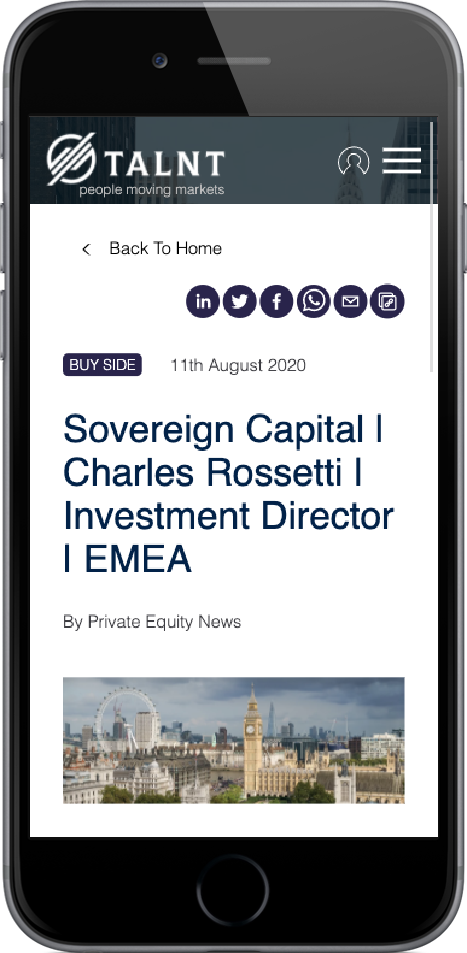 TALNT
people moving markets
Back To Home
BUY SIDE 11th August 2020
Sovereign Capital |
Charles Rossetti |
Investment Director
| EMEA
By Private Equity News